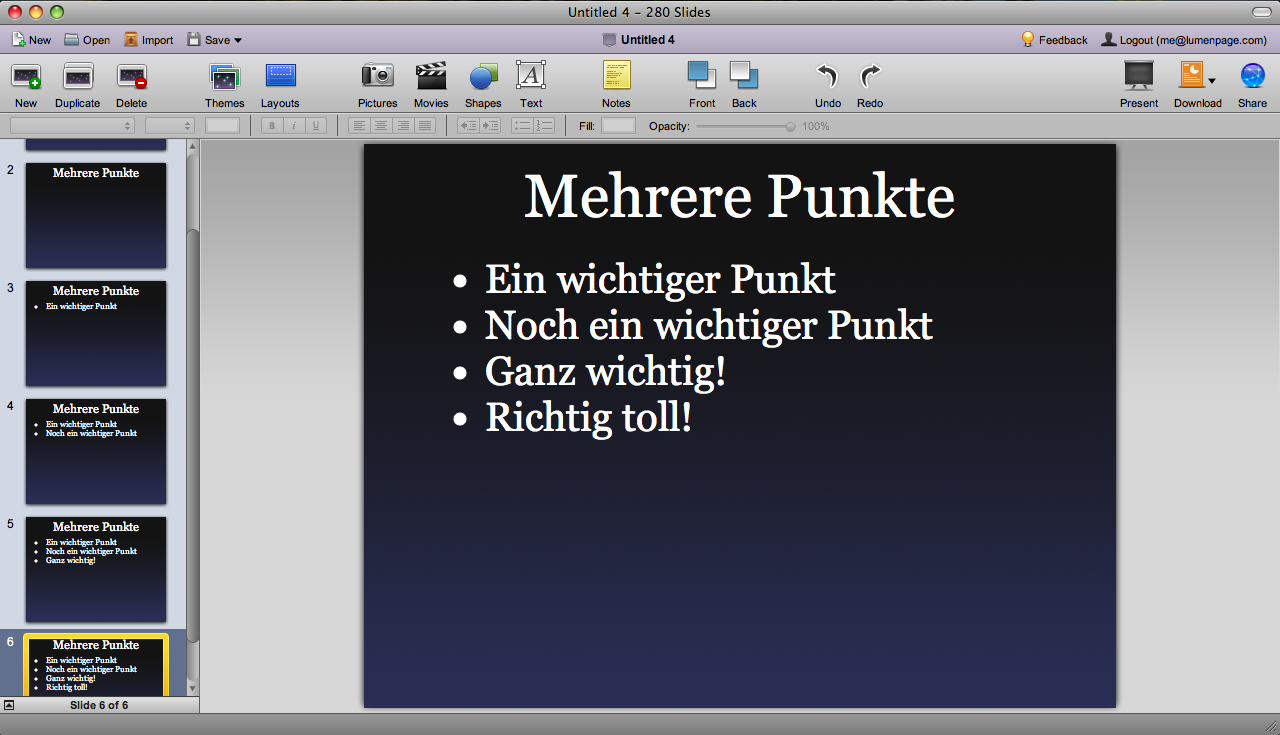 Untitled 4 – 280 Slides
New Open Import Save Untitled 4 Feedback Logout (me@lumenpage.com)
New Duplicate Delete Themes Layouts Pictures Movies Shapes Text Notes Front Back Undo Redo Present Download Share
B i U Fill: Opacity: 100%
2
Mehrere Punkte
3
Mehrere Punkte
• Ein wichtiger Punkt
4
Mehrere Punkte
• Ein wichtiger Punkt
• Noch ein wichtiger Punkt
5
Mehrere Punkte
• Ein wichtiger Punkt
• Noch ein wichtiger Punkt
• Ganz wichtig!
6
Mehrere Punkte
• Ein wichtiger Punkt
• Noch ein wichtiger Punkt
• Ganz wichtig!
• Richtig toll!
Slide 6 of 6
Mehrere Punkte
• Ein wichtiger Punkt
• Noch ein wichtiger Punkt
• Ganz wichtig!
• Richtig toll!